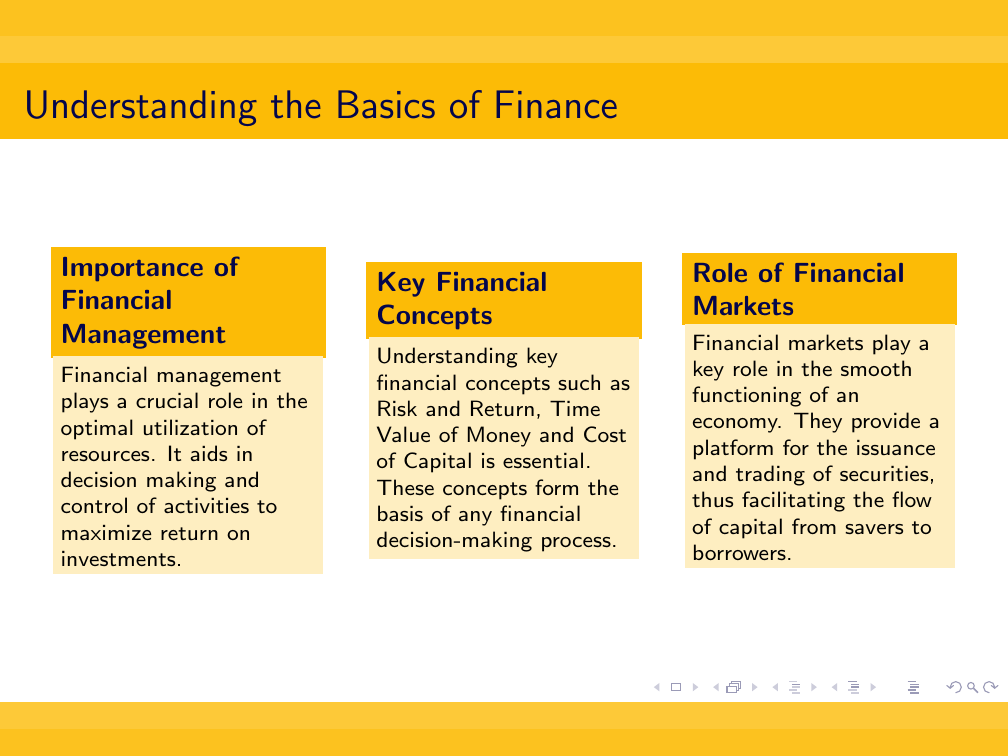 Understanding the Basics of Finance
Importance of
Financial
Management
Financial management
plays a crucial role in the
optimal utilization of
resources. It aids in
decision making and
control of activities to
maximize return on
investments.
Key Financial
Concepts
Understanding key
financial concepts such as
Risk and Return, Time
Value of Money and Cost
of Capital is essential.
These concepts form the
basis of any financial
decision-making process.
Role of Financial
Markets
Financial markets play a
key role in the smooth
functioning of an
economy. They provide a
platform for the issuance
and trading of securities,
thus facilitating the flow
of capital from savers to
borrowers.